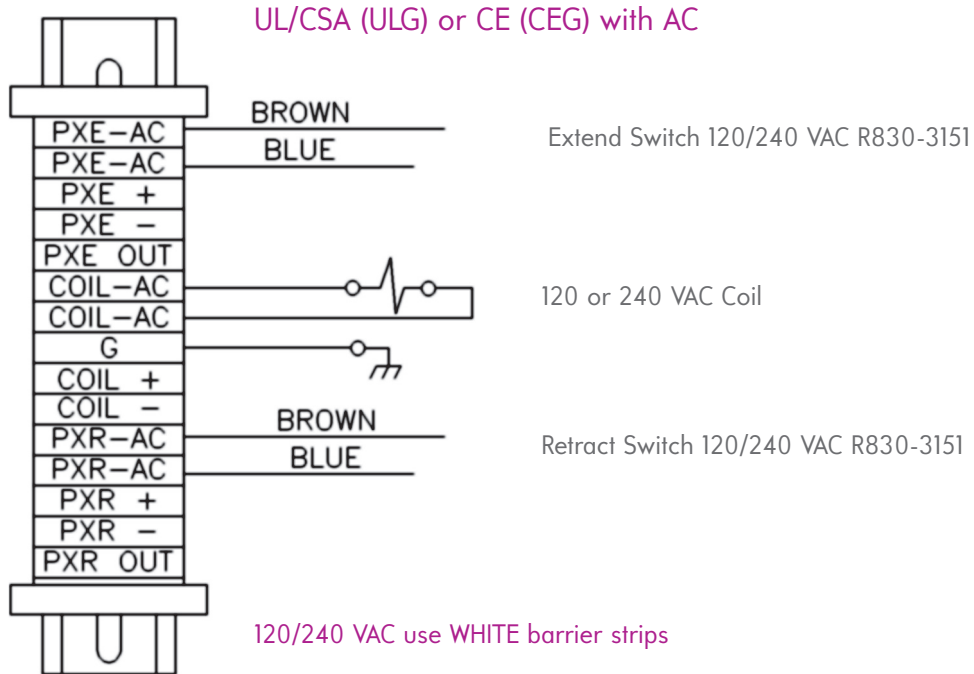 UL/CSA (ULG) or CE (CEG) with AC
PXE-AC
BROWN
Extend Switch 120/240 VAC R830-3151
PXE-AC
BLUE
PXE +
PXE -
PXE OUT
COIL-AC
120 or 240 VAC Coil
COIL-AC
G
COIL +
COIL -
PXR-AC
BROWN
Retract Switch 120/240 VAC R830-3151
PXR-AC
BLUE
PXR +
PXR -
PXR OUT
120/240 VAC use WHITE barrier strips